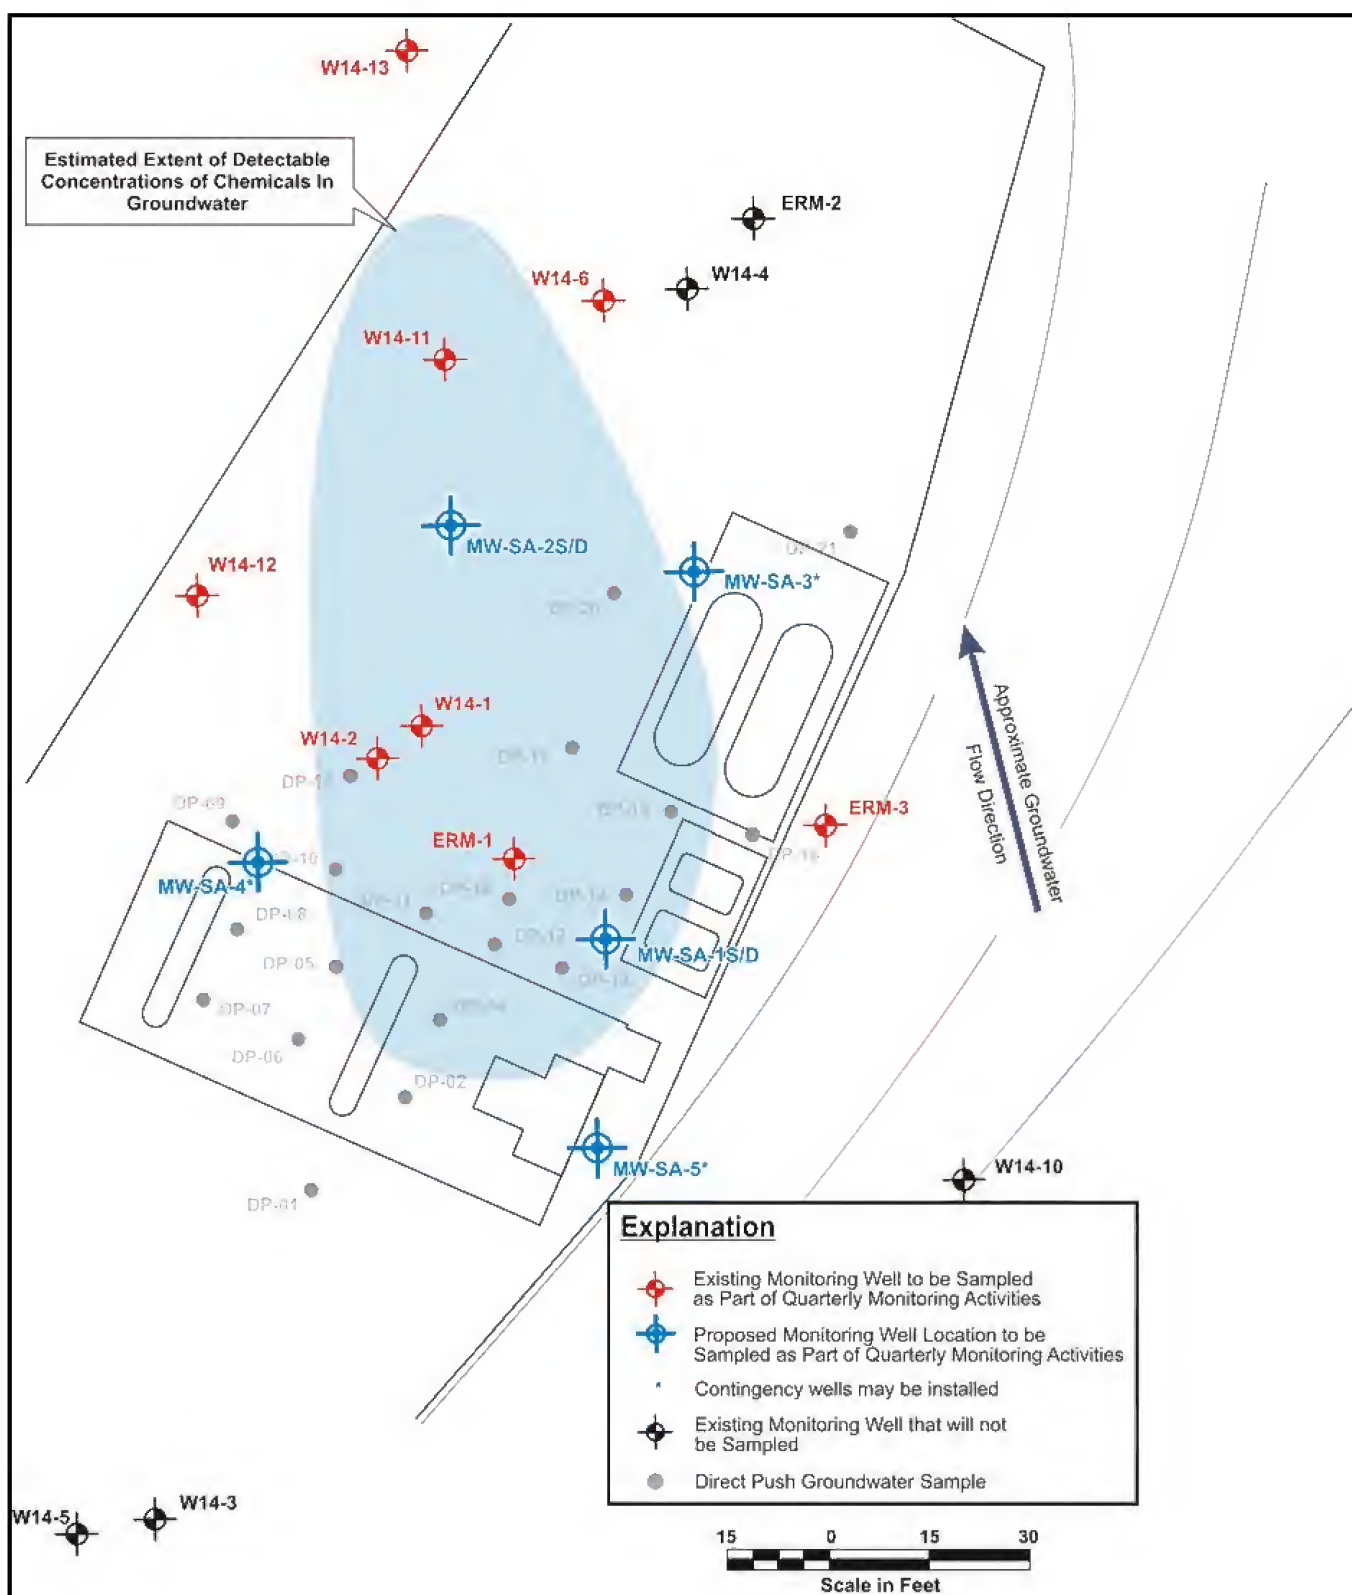 W14-13
Estimated Extent of Detectable
Concentrations of Chemicals In
Groundwater
ERM-2
W14-6
W14-4
W14-11
MW-SA-2S/D
DP-21
MW-SA-3*
W14-12
DP-20
W14-1
W14-2
Approximate Groundwater
Flow Direction
DP-09
ERM-3
ERM-1
MW-SA-4*
DP-08
MW-SA-1S/D
DP-05
DP-07
DP-06
DP-02
MW-SA-5*
W14-10
DP-01
Explanation
Existing Monitoring Well to be Sampled
as Part of Quarterly Monitoring Activities
Proposed Monitoring Well Location to be
Sampled as Part of Quarterly Monitoring Activities
* Contingency wells may be installed
Existing Monitoring Well that will not
be Sampled
Direct Push Groundwater Sample
W14-3
W14-5
15 0 15 30
Scale in Feet